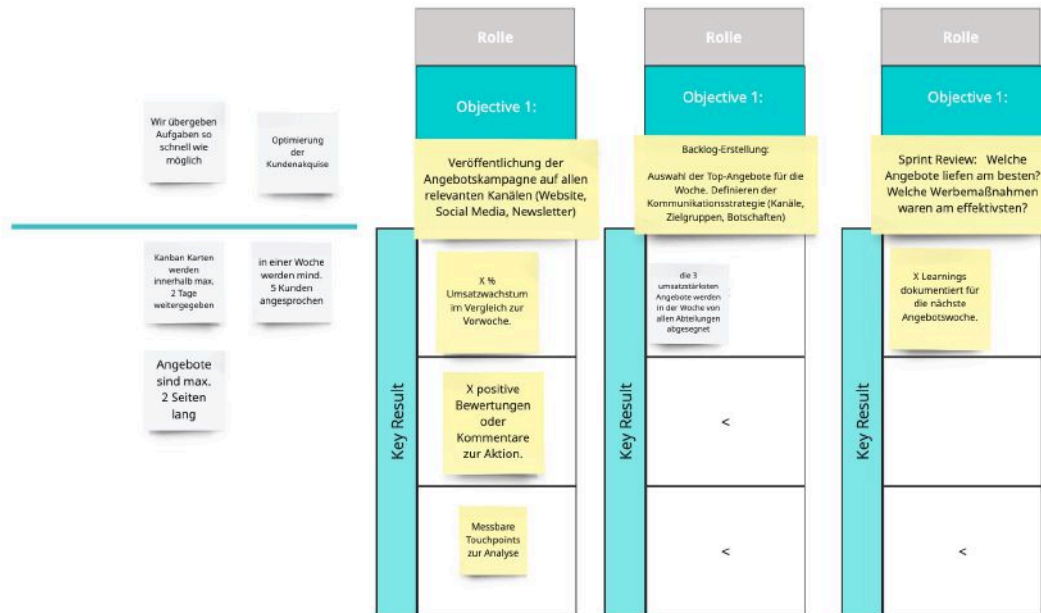 Wir übergeben
Aufgaben so
schnell wie
möglich
Optimierung
der
Kundenakquise
Kanban Karten
werden
innerhalb max.
2 Tage
weitergegeben
in einer Woche
werden mind.
5 Kunden
angesprochen
Angebote
sind max.
2 Seiten
lang
Rolle
Objective 1:
Veröffentlichung der
Angebotskampagne auf allen
relevanten Kanälen (Website,
Social Media, Newsletter)
Key Result
X %
Umsatzwachstum
im Vergleich zur
Vorwoche.
X positive
Bewertungen
oder
Kommentare
zur Aktion.
Messbare
Touchpoints
zur Analyse
Rolle
Objective 1:
Backlog-Erstellung:
Auswahl der Top-Angebote für die
Woche. Definieren der
Kommunikationsstrategie (Kanäle,
Zielgruppen, Botschaften)
Key Result
die 3
umsatzstärksten
Angebote werden
in der Woche von
allen Abteilungen
abgesegnet
<
<
Rolle
Objective 1:
Sprint Review: Welche
Angebote liefen am besten?
Welche Werbemaßnahmen
waren am effektivsten?
Key Result
X Learnings
dokumentiert für
die nächste
Angebotswoche.
<